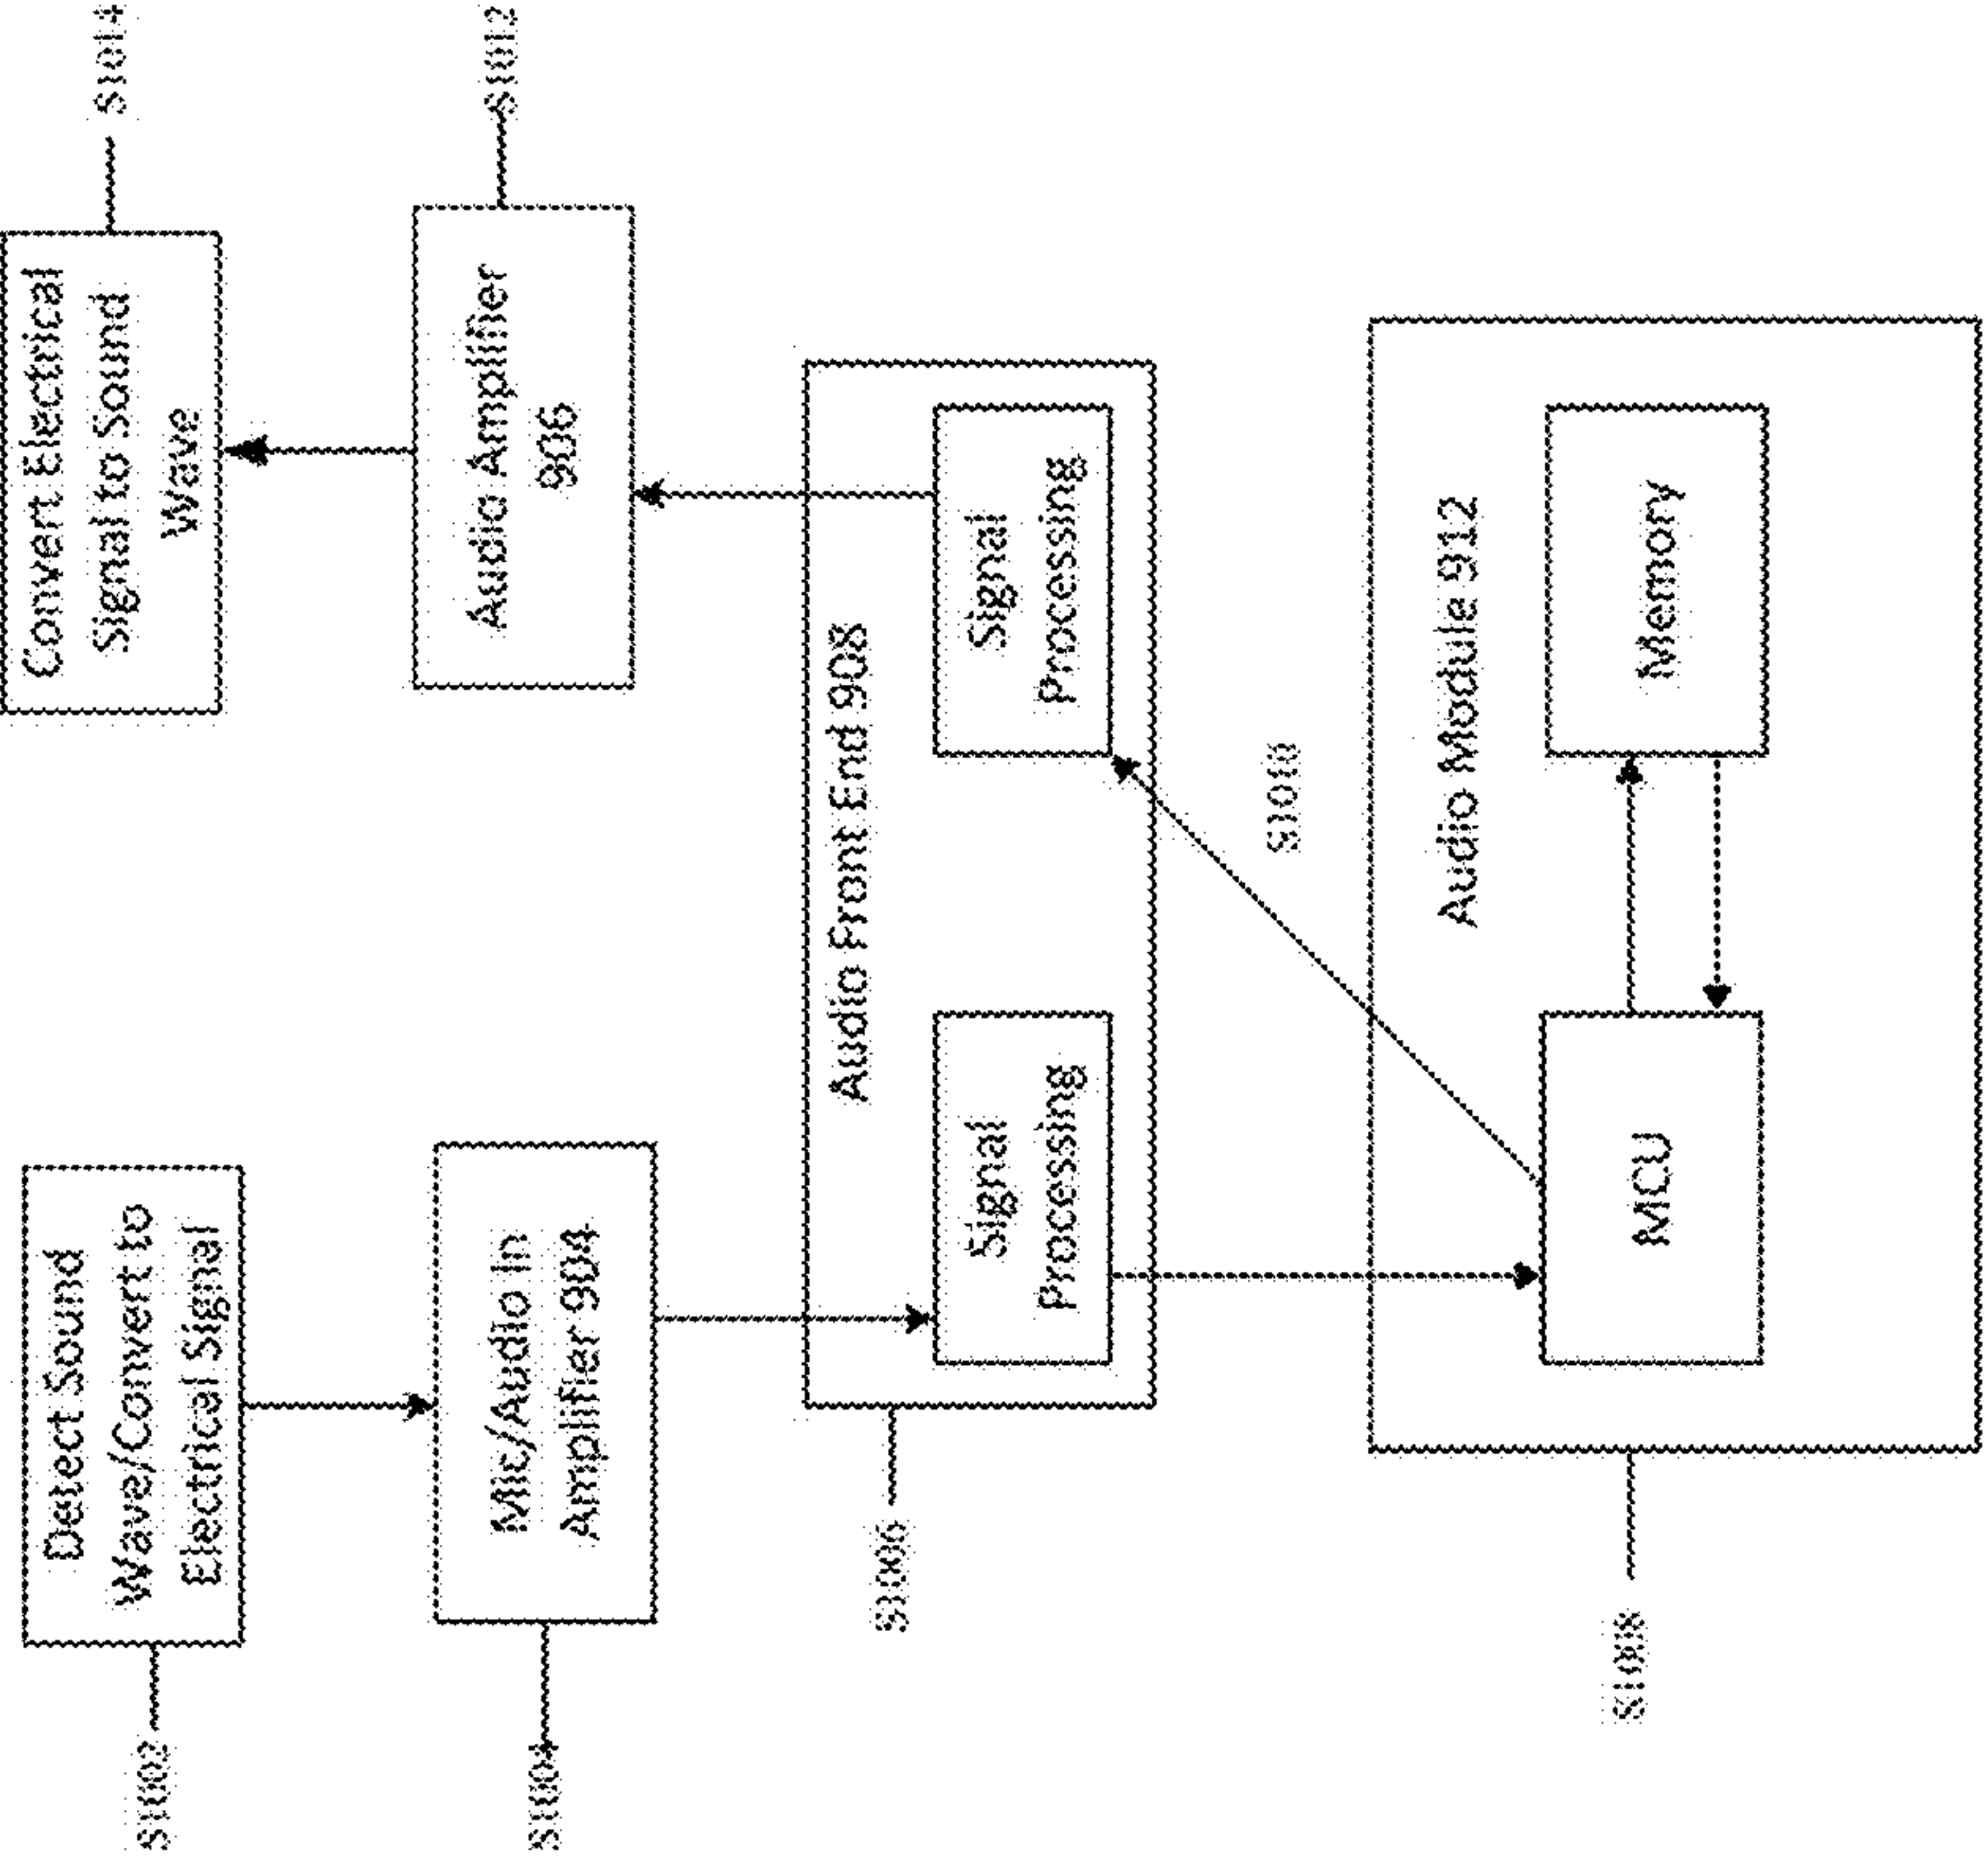 S1002
Detect Sound
Wave/Convert to
Electrical Signal
S1004
Mic/Audio In
Amplifier 904
S1006
Audio Front End 908
Signal
Processing
Signal
Processing
S1008
Audio Module 912
MCU
Memory
S1010
Audio Amplifier
906
S1012
Convert Electrical
Signal to Sound
Wave
S1014